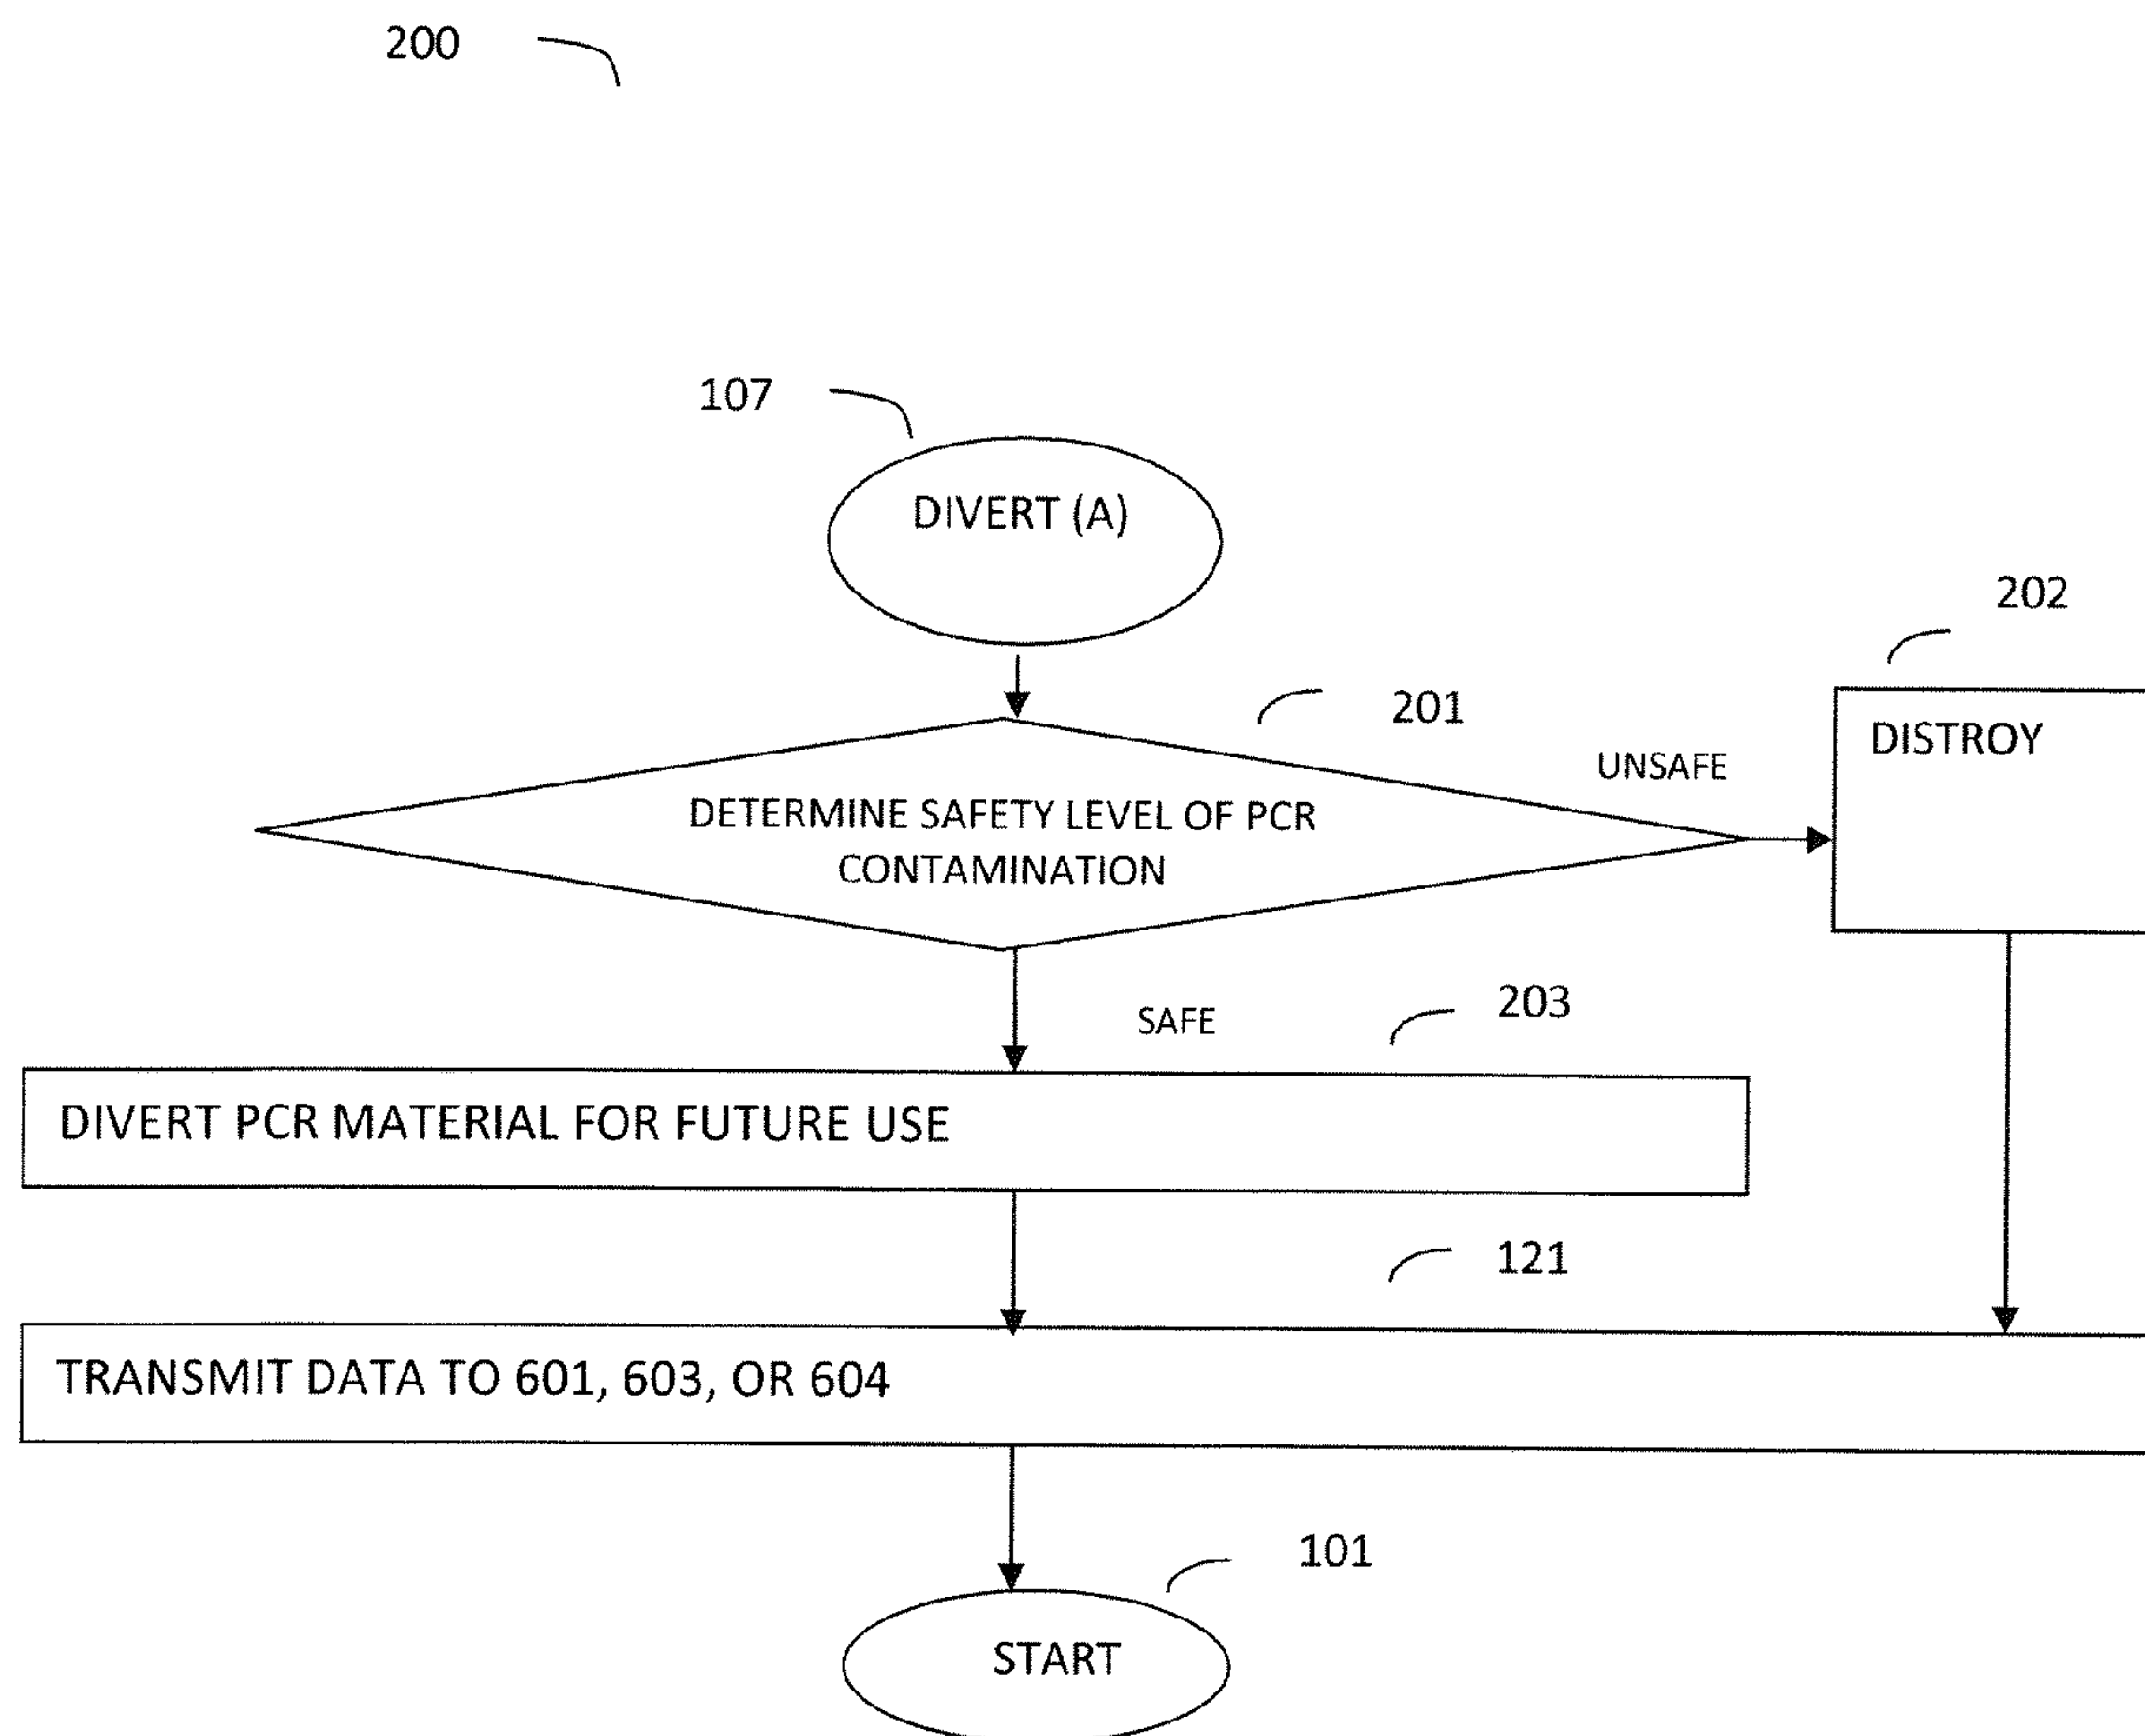 200
107
DIVERT (A)
202
201
UNSAFE
DISTROY
DETERMINE SAFETY LEVEL OF PCR
CONTAMINATION
SAFE
203
DIVERT PCR MATERIAL FOR FUTURE USE
121
TRANSMIT DATA TO 601, 603, OR 604
101
START